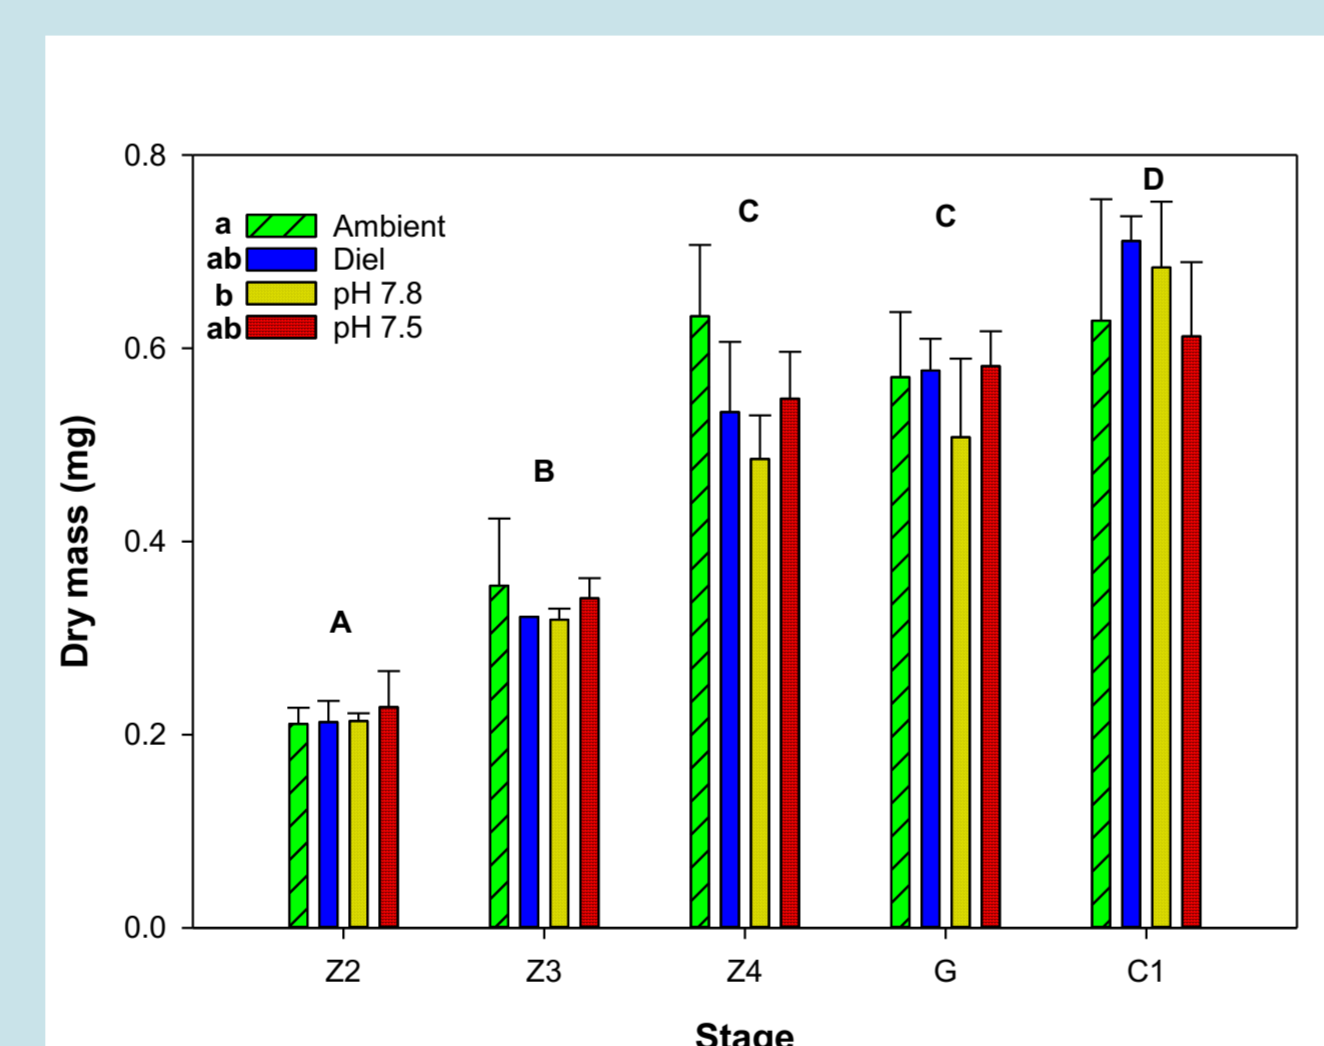 0.8
0.6
0.4
0.2
0.0
Dry mass (mg)
a Ambient
ab Diel
b pH 7.8
ab pH 7.5
A
B
C
C
D
Z2 Z3 Z4 G C1
Stage